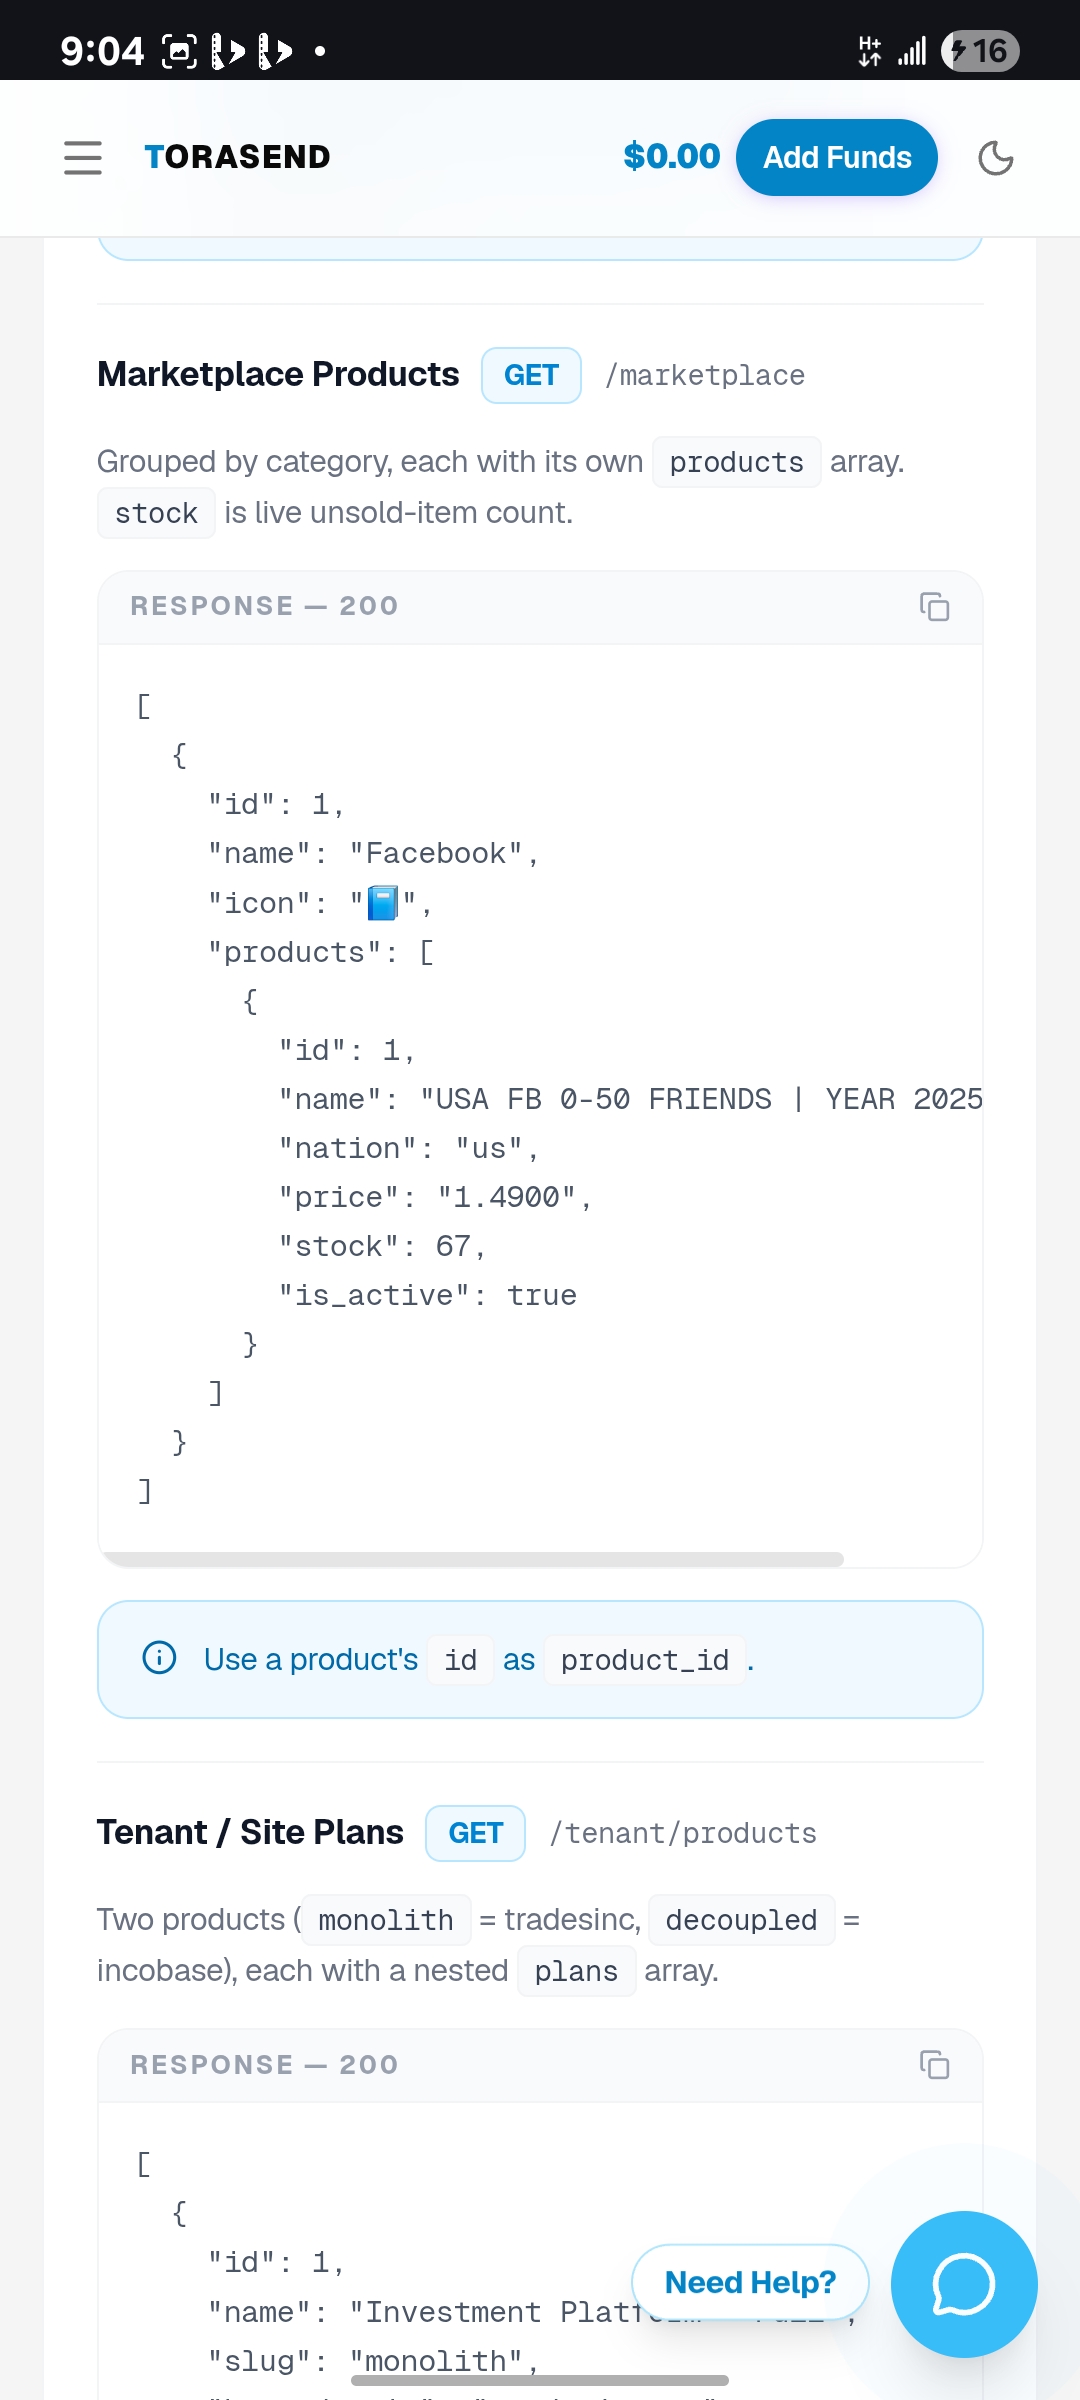 9:04
H+
16
TORASEND
$0.00
Add Funds
Marketplace Products GET /marketplace
Grouped by category, each with its own products array.
stock is live unsold-item count.
RESPONSE — 200
[
{
"id": 1,
"name": "Facebook",
"icon": "📘",
"products": [
{
"id": 1,
"name": "USA FB 0-50 FRIENDS | YEAR 2025
"nation": "us",
"price": "1.4900",
"stock": 67,
"is_active": true
}
]
}
]
Use a product's id as product_id.
Tenant / Site Plans GET /tenant/products
Two products (monolith = tradesinc, decoupled =
incobase), each with a nested plans array.
RESPONSE — 200
[
{
"id": 1,
Need Help?
"name": "Investment
"slug": "monolith",